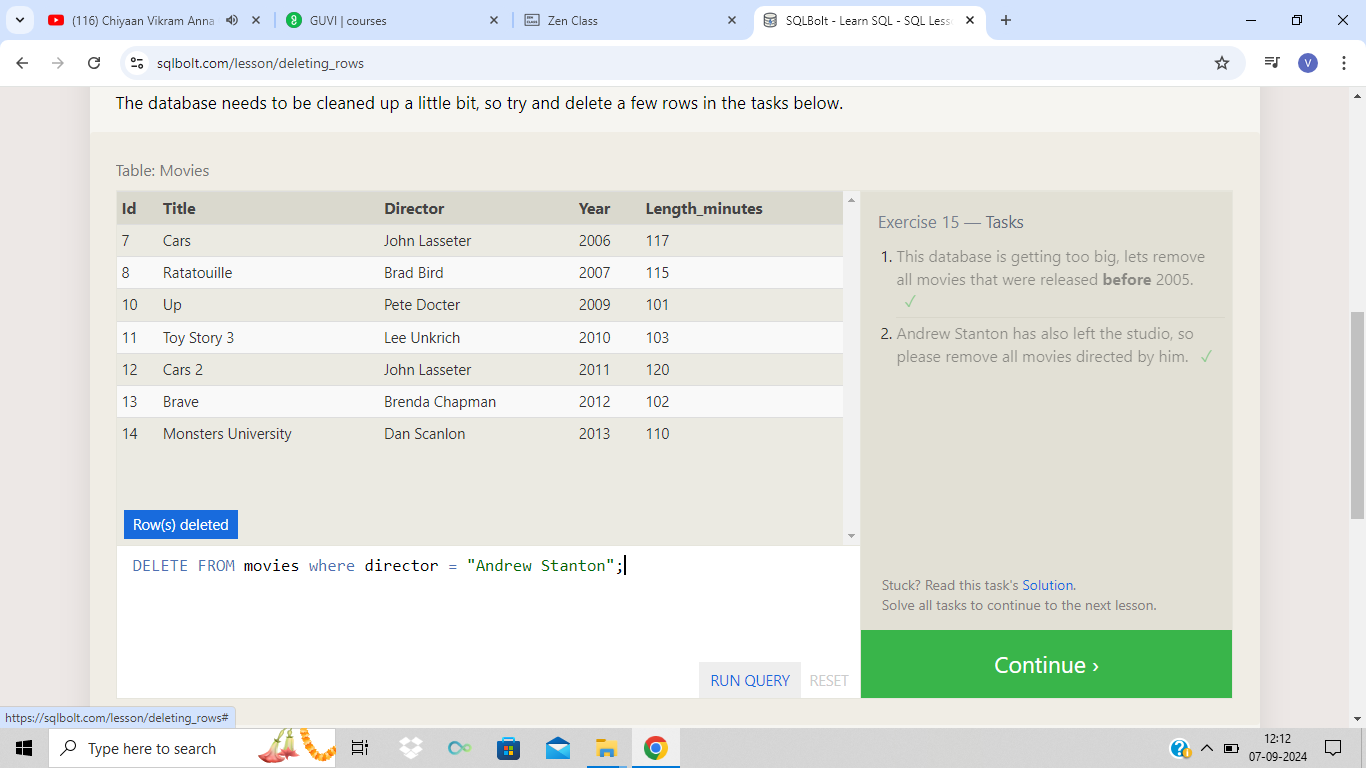 (116) Chiyaan Vikram Anna
GUVI | courses
Zen Class
SQLBolt - Learn SQL - SQL Less
sqlbolt.com/lesson/deleting_rows
V
The database needs to be cleaned up a little bit, so try and delete a few rows in the tasks below.
Table: Movies
Id Title Director Year Length_minutes
7 Cars John Lasseter 2006 117
8 Ratatouille Brad Bird 2007 115
10 Up Pete Docter 2009 101
11 Toy Story 3 Lee Unkrich 2010 103
12 Cars 2 John Lasseter 2011 120
13 Brave Brenda Chapman 2012 102
14 Monsters University Dan Scanlon 2013 110
Row(s) deleted
DELETE FROM movies where director = "Andrew Stanton";
RUN QUERY RESET
Exercise 15 — Tasks
1. This database is getting too big, lets remove
all movies that were released before 2005.
✓
2. Andrew Stanton has also left the studio, so
please remove all movies directed by him. ✓
Stuck? Read this task's Solution.
Solve all tasks to continue to the next lesson.
Continue ›
https://sqlbolt.com/lesson/deleting_rows#
Type here to search
12:12
07-09-2024